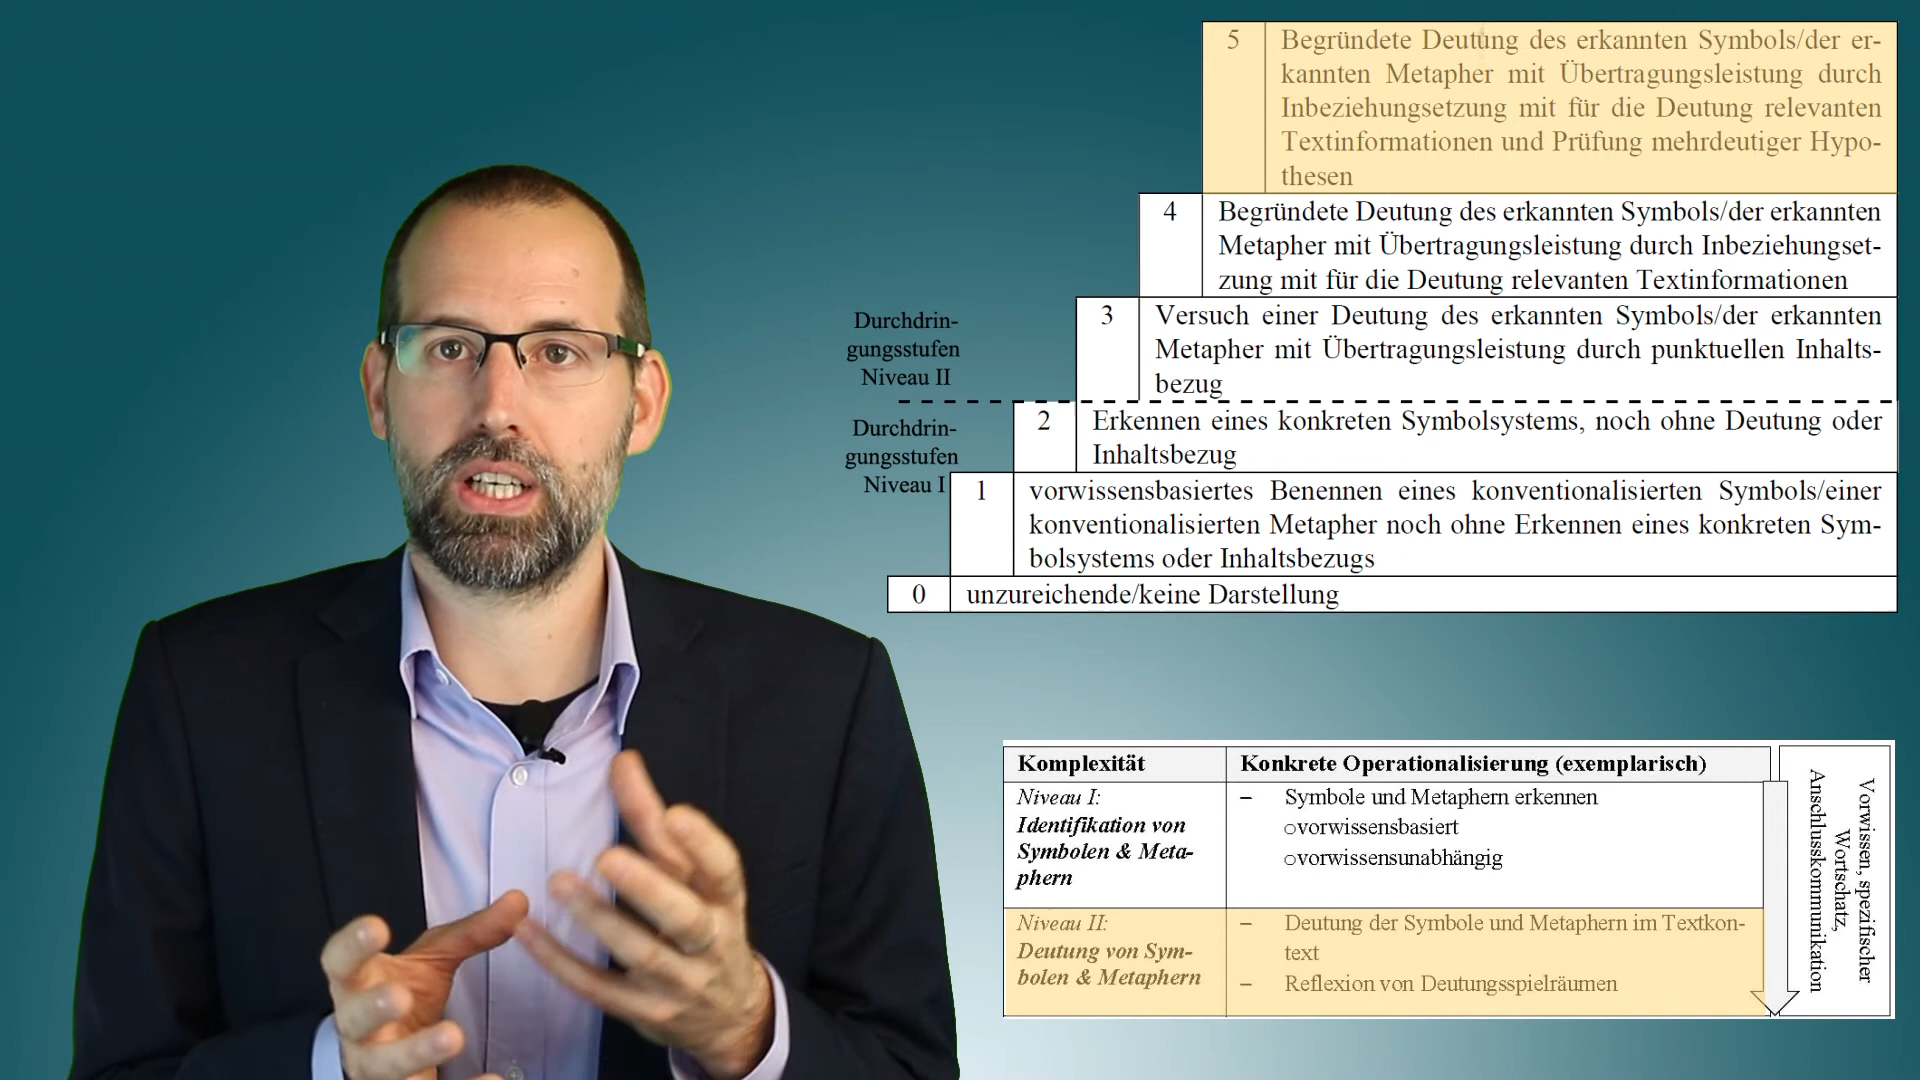 5 Begründete Deutung des erkannten Symbols/der er-
kannten Metapher mit Übertragungsleistung durch
Inbeziehungsetzung mit für die Deutung relevanten
Textinformationen und Prüfung mehrdeutiger Hypo-
thesen
4 Begründete Deutung des erkannten Symbols/der erkannten
Metapher mit Übertragungsleistung durch Inbeziehungset-
zung mit für die Deutung relevanten Textinformationen
Durchdrin-
gungsstufen
Niveau II
3 Versuch einer Deutung des erkannten Symbols/der erkannten
Metapher mit Übertragungsleistung durch punktuellen Inhalts-
bezug
Durchdrin-
gungsstufen
Niveau I
2 Erkennen eines konkreten Symbolsystems, noch ohne Deutung oder
Inhaltsbezug
1 vorwissensbasiertes Benennen eines konventionalisierten Symbols/einer
konventionalisierten Metapher noch ohne Erkennen eines konkreten Sym-
bolsystems oder Inhaltsbezugs
0 unzureichende/keine Darstellung
Komplexität
Konkrete Operationalisierung (exemplarisch)
Niveau I:
Identifikation von
Symbolen & Meta-
phern
– Symbole und Metaphern erkennen
○vorwissensbasiert
○vorwissensunabhängig
Niveau II:
Deutung von Sym-
bolen & Metaphern
– Deutung der Symbole und Metaphern im Textkon-
text
– Reflexion von Deutungsspielräumen
Vorwissen, spezifischer
Wortschatz,
Anschlusskommunikation